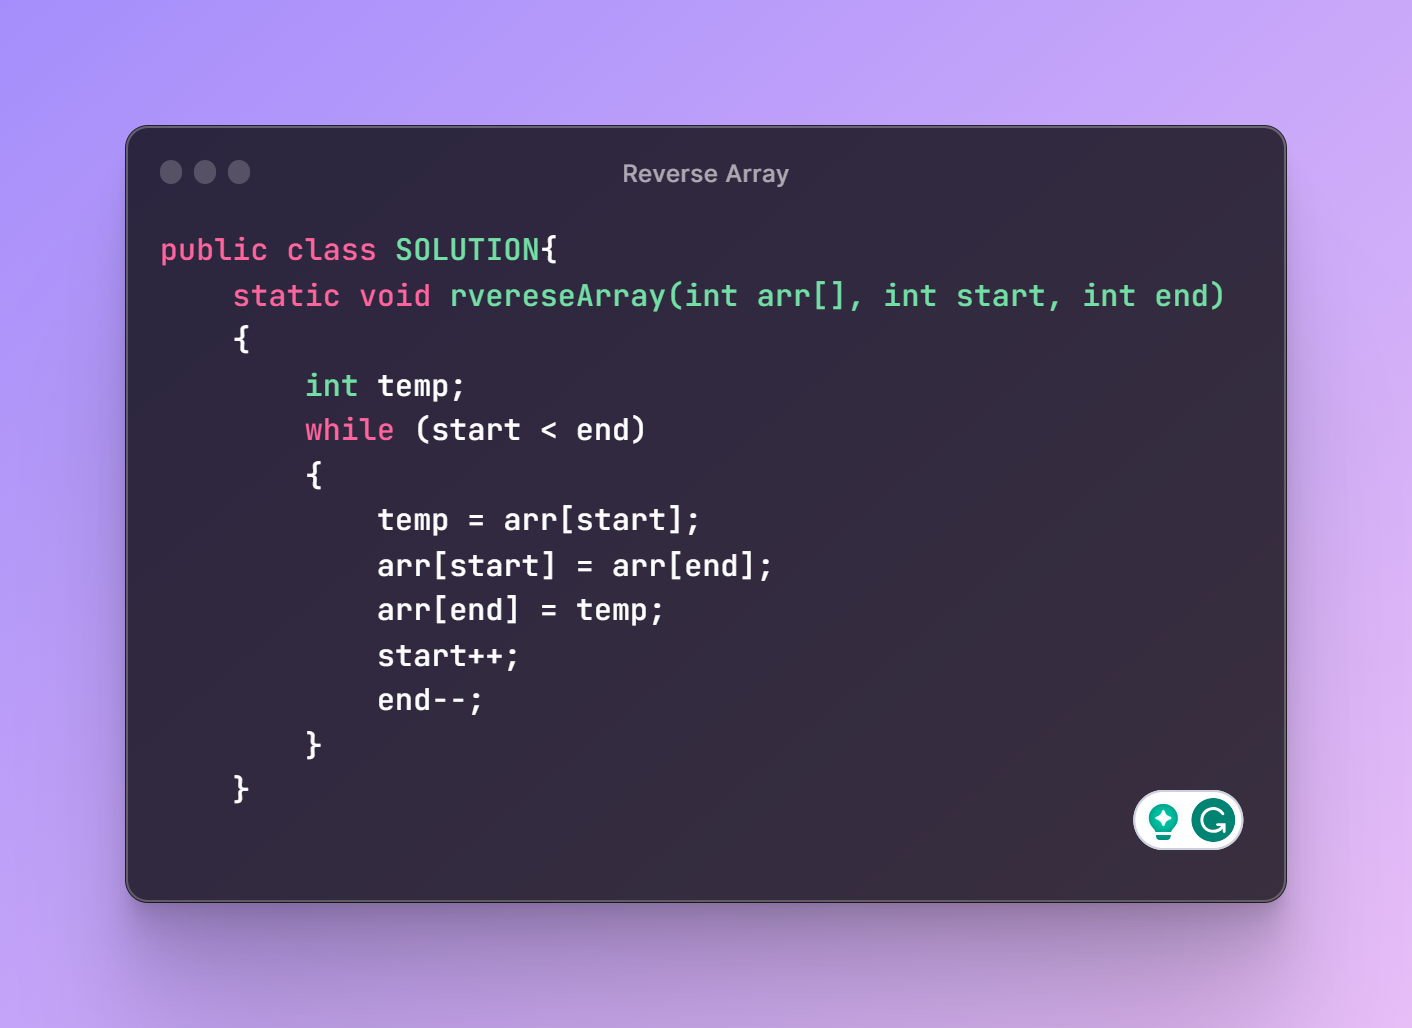 Reverse Array
public class SOLUTION{
    static void rvereseArray(int arr[], int start, int end)
    {
        int temp;
        while (start < end)
        {
            temp = arr[start];
            arr[start] = arr[end];
            arr[end] = temp;
            start++;
            end--;
        }
    }